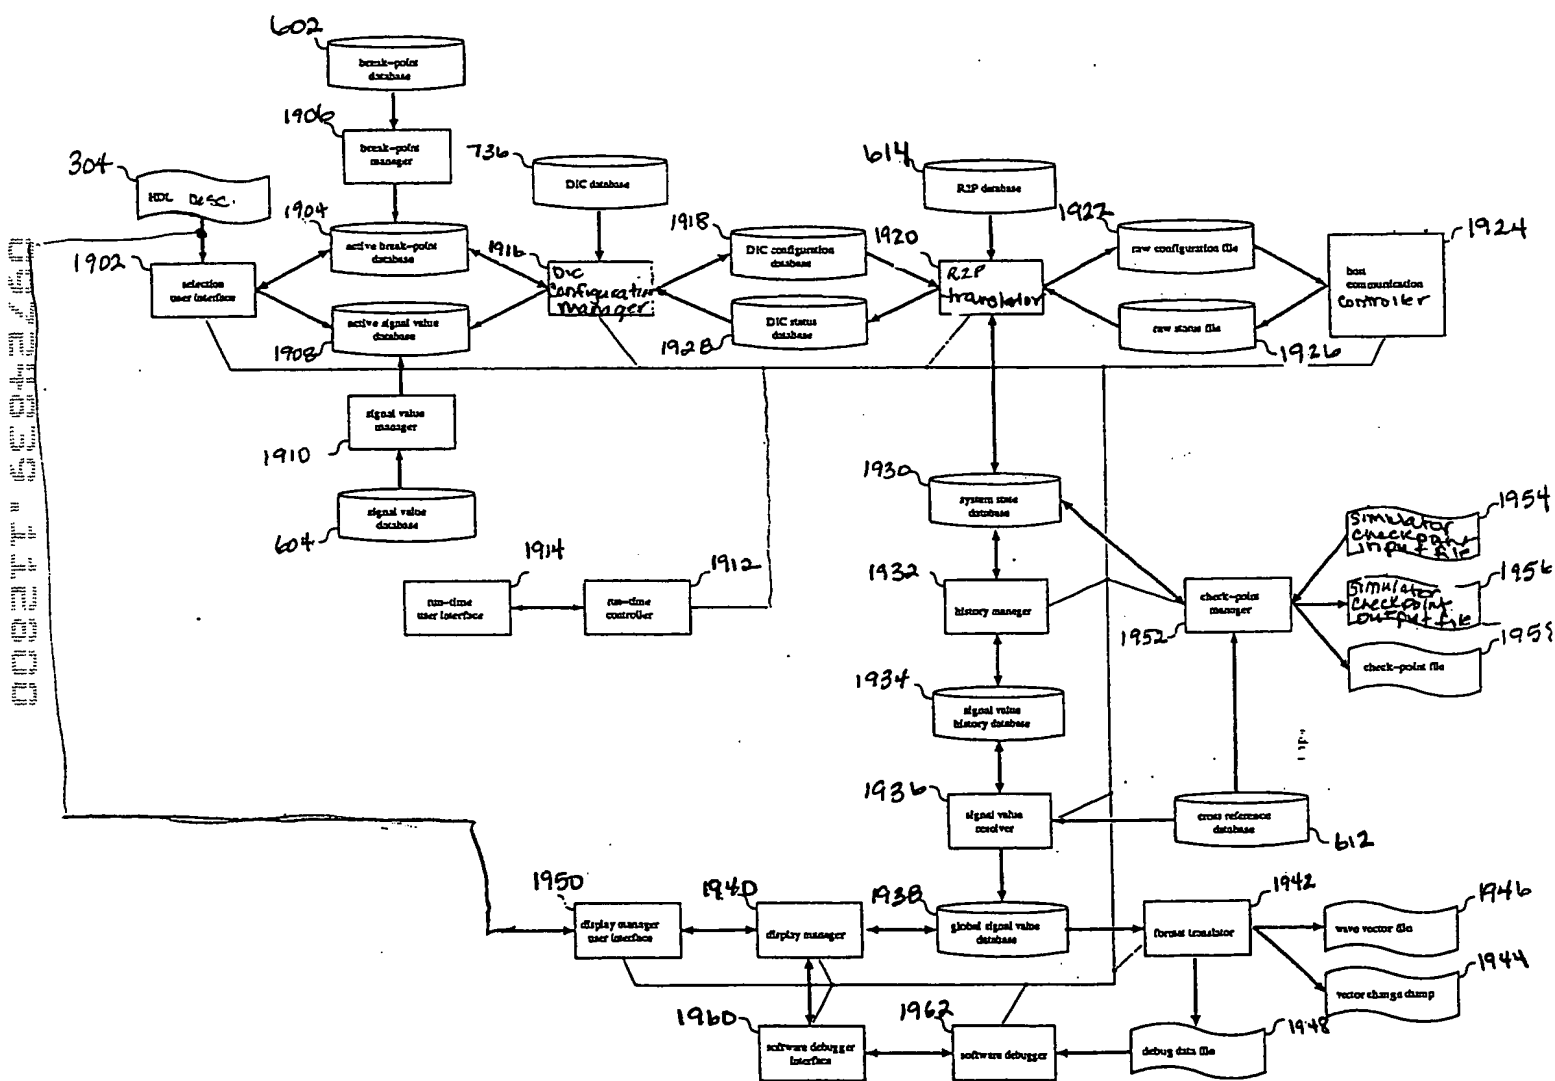 602
break-point
database
1906
break-point
manager
304
HDL DESC.
736
DIC database
614
R2P database
1904
active break-point
database
1916
1918
DIC configuration
database
1920
1922
raw configuration file
1924
1902
selection
user interface
DIC
Configuration
manager
R2P
translator
host
communication
controller
active signal value
database
1908
DIC status
database
1928
raw status file
1926
signal value
manager
1910
signal value
database
604
1930
system state
database
1954
simulator
checkpoint
input file
1914
run-time
user interface
1912
run-time
controller
1932
history manager
check-point
manager
1952
1956
simulator
checkpoint
output file
1958
check-point file
1934
signal value
history database
1936
signal value
resolver
cross reference
database
612
1950
display manager
user interface
1940
display manager
1938
global signal value
database
1942
format translator
1946
wave vector file
1944
vector change dump
1960
software debugger
interface
1962
software debugger
1948
debug data file